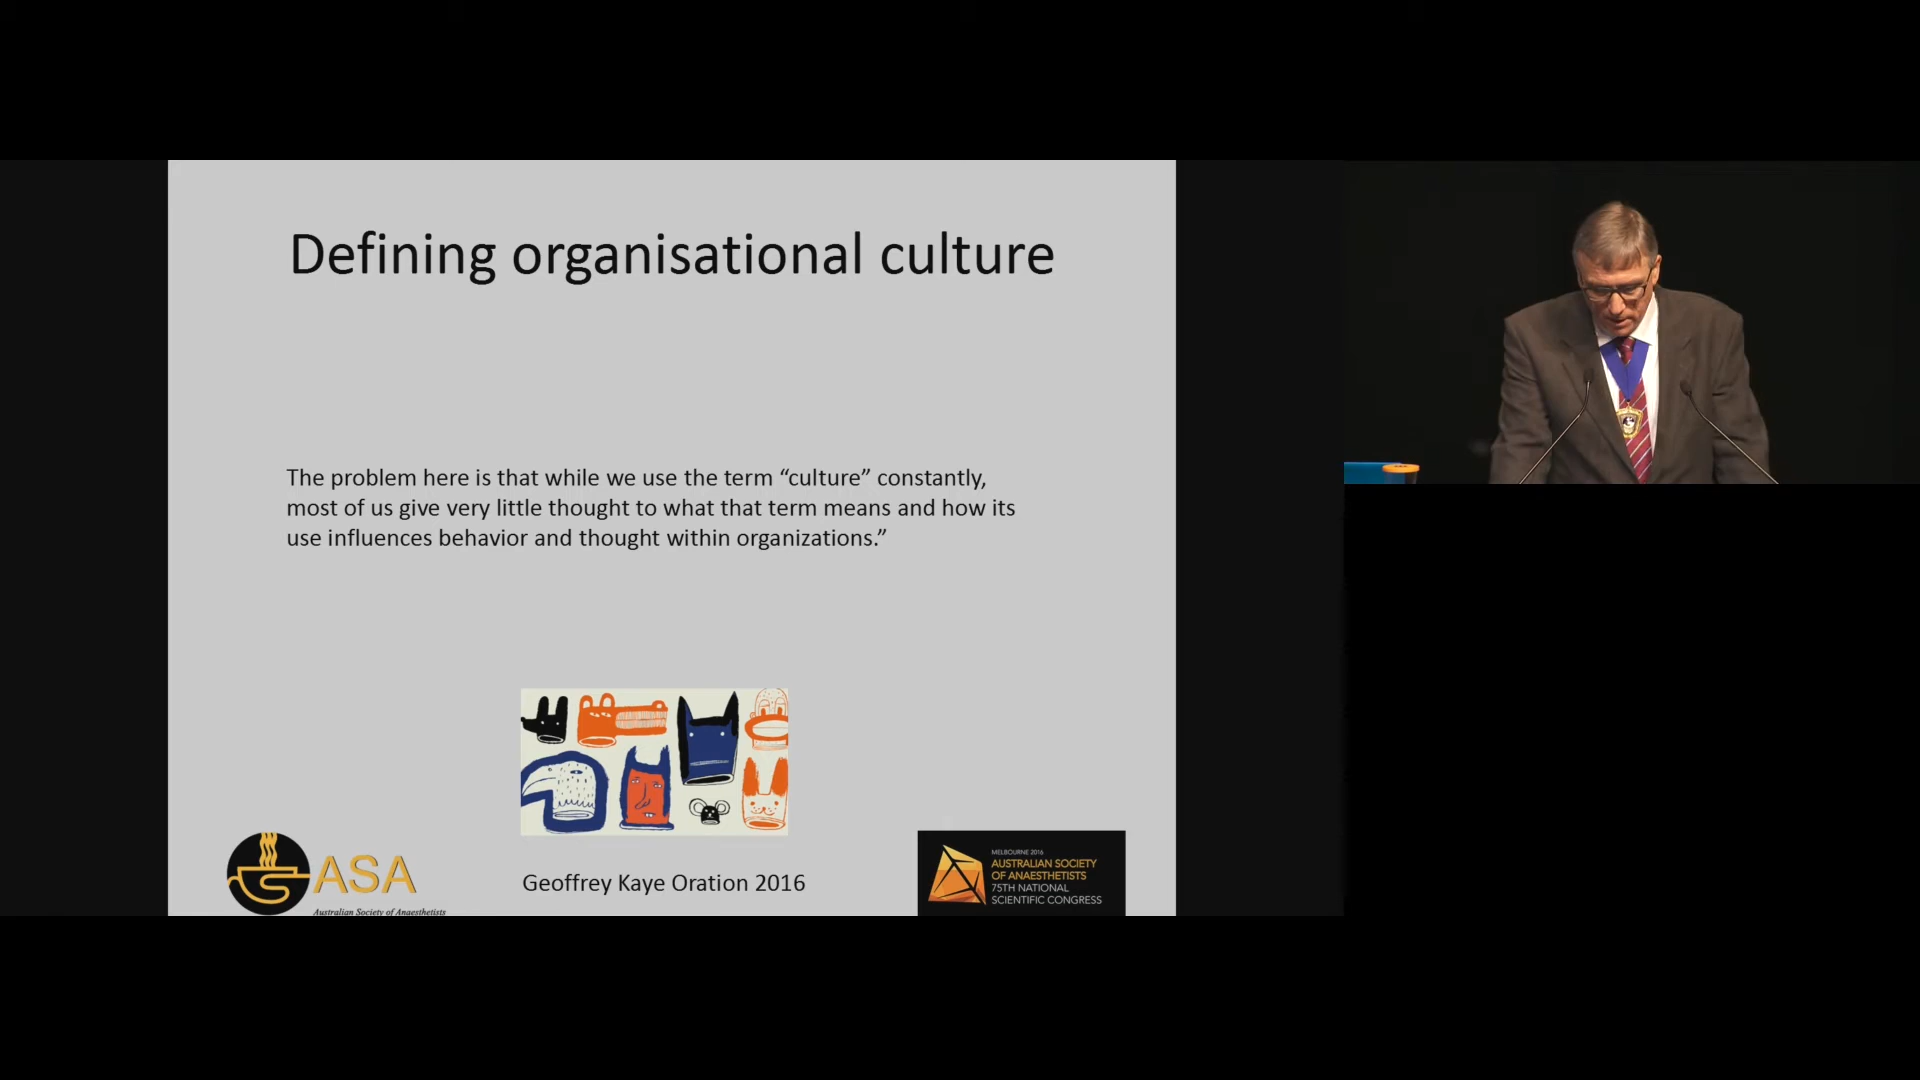 Defining organisational culture
The problem here is that while we use the term “culture” constantly,
most of us give very little thought to what that term means and how its
use influences behavior and thought within organizations.”
ASA
Australian Society of Anaesthetists
Geoffrey Kaye Oration 2016
MELBOURNE 2016
AUSTRALIAN SOCIETY
OF ANAESTHETISTS
75TH NATIONAL
SCIENTIFIC CONGRESS